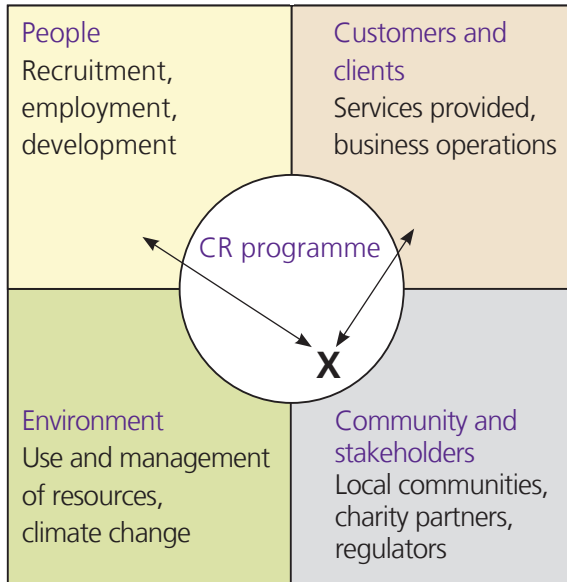 People
Recruitment,
employment,
development
Customers and
clients
Services provided,
business operations
CR programme
X
Environment
Use and management
of resources,
climate change
Community and
stakeholders
Local communities,
charity partners,
regulators